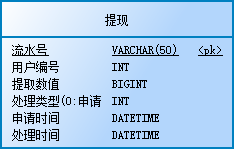 提现
流水号 VARCHAR(50) <pk>
用户编号 INT
提取数值 BIGINT
处理类型(0:申请 INT
申请时间 DATETIME
处理时间 DATETIME